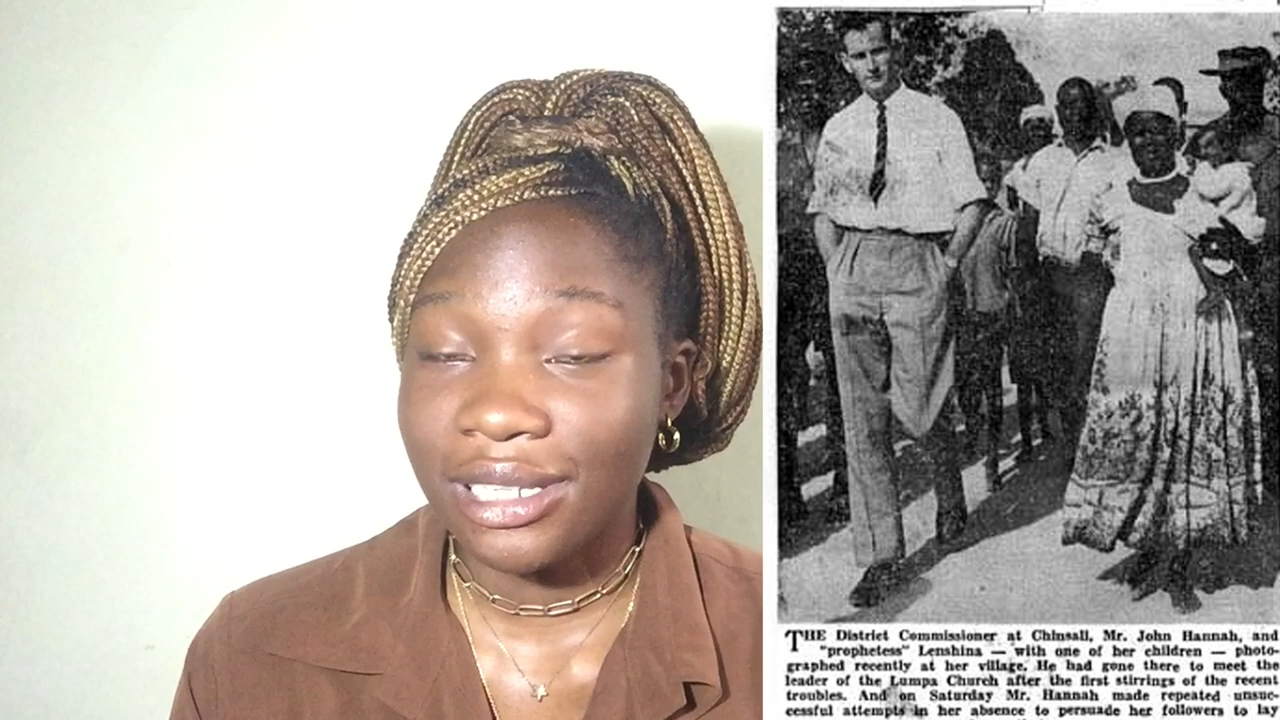 THE District Commissioner at Chinsali, Mr. John Hannah, and
"prophetess" Lenshina — with one of her children — photo-
graphed recently at her village. He had gone there to meet the
leader of the Lumpa Church after the first stirrings of the recent
troubles. And on Saturday Mr. Hannah made repeated unsuc-
cessful attempts in her absence to persuade her followers to lay